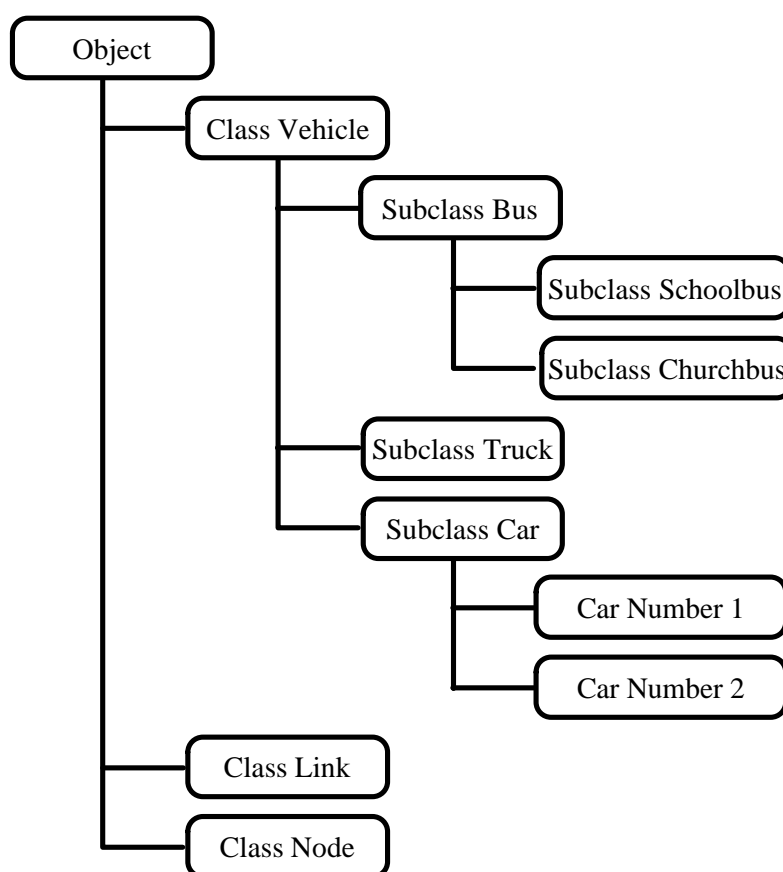 Object
Class Vehicle
Subclass Bus
Subclass Schoolbus
Subclass Churchbus
Subclass Truck
Subclass Car
Car Number 1
Car Number 2
Class Link
Class Node